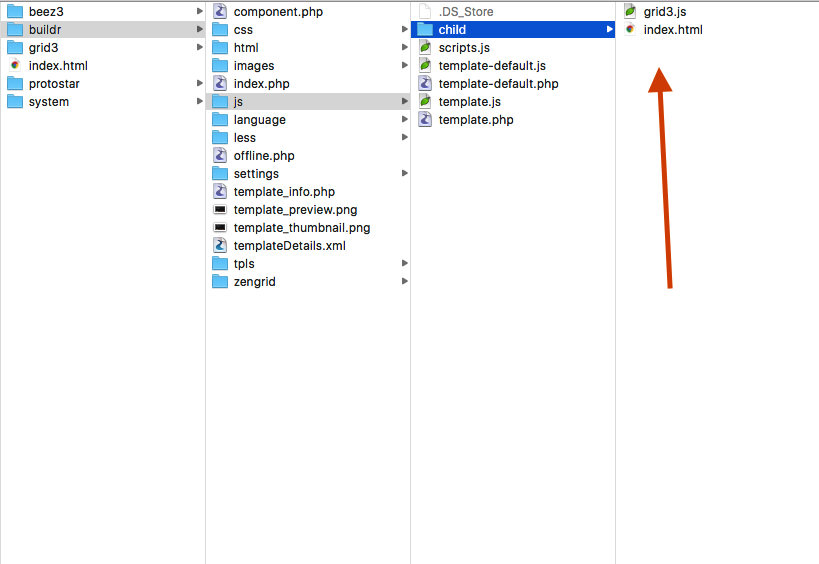 beez3
buildr
grid3
index.html
protostar
system
component.php
css
html
images
index.php
js
language
less
offline.php
settings
template_info.php
template_preview.png
template_thumbnail.png
templateDetails.xml
tpls
zengrid
.DS_Store
child
scripts.js
template-default.js
template-default.php
template.js
template.php
grid3.js
index.html